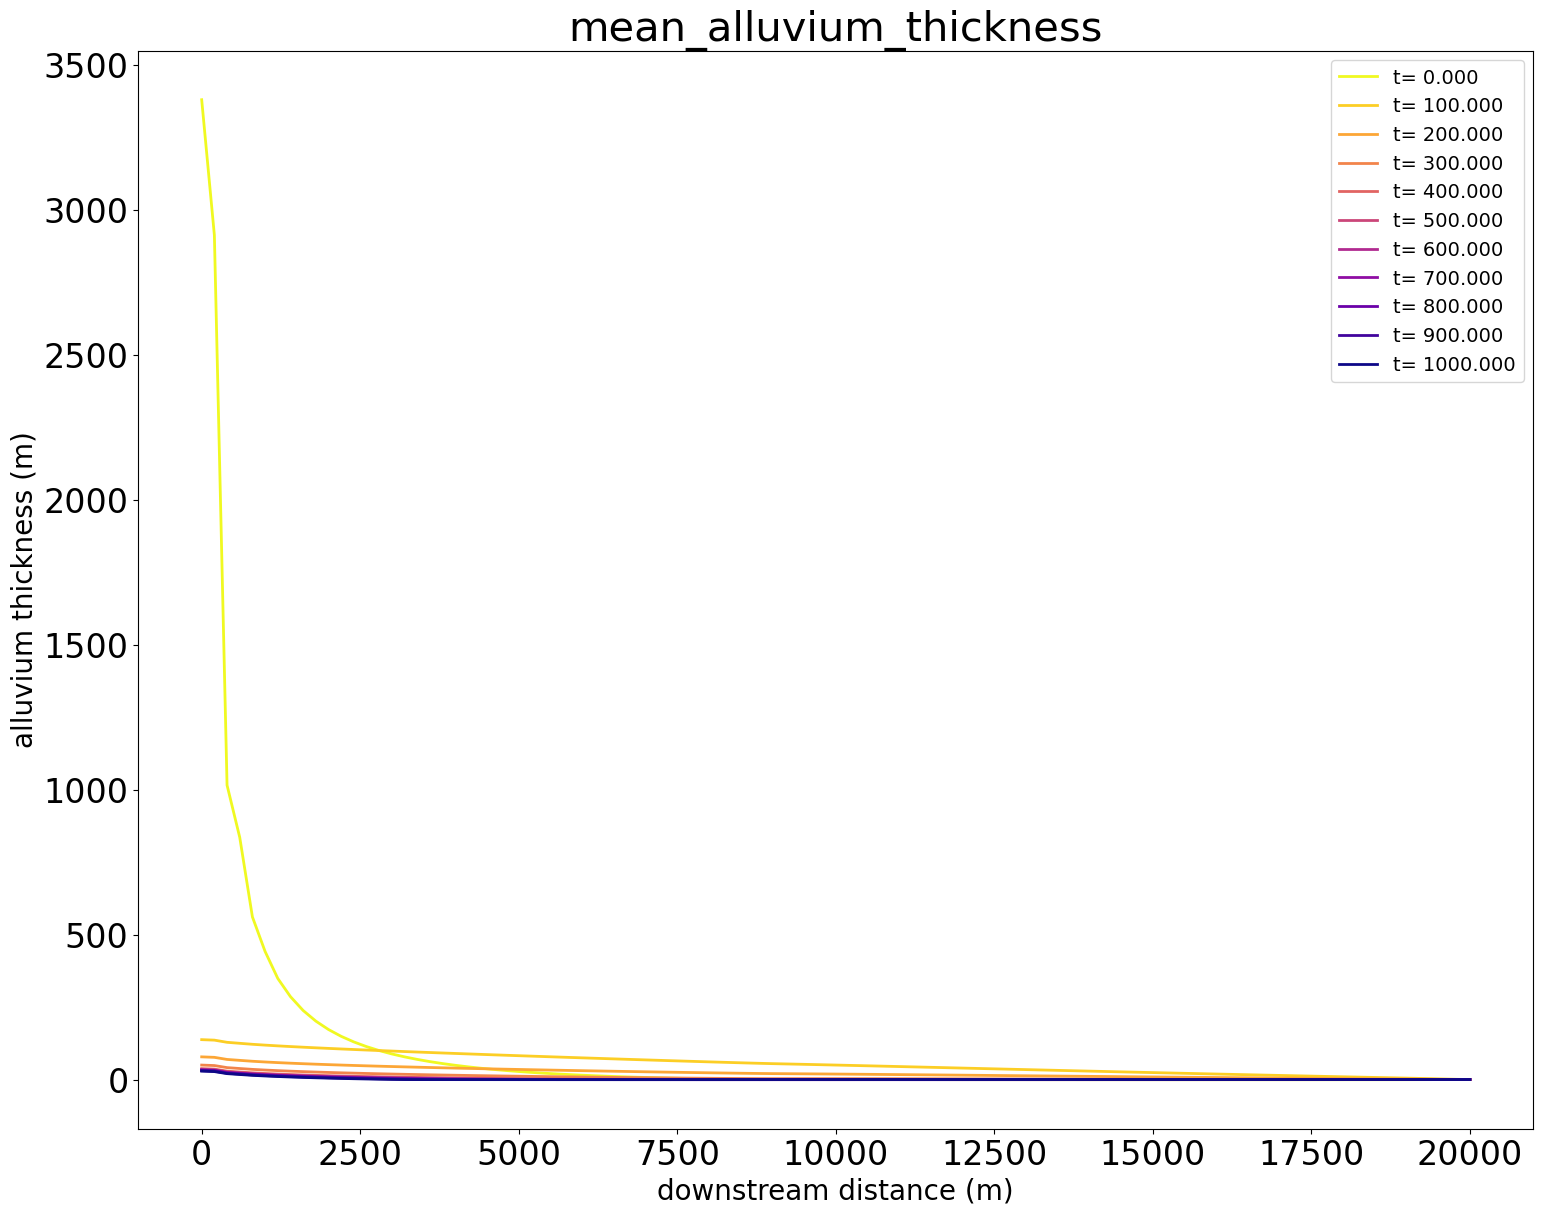 mean_alluvium_thickness
3500
3000
2500
2000
1500
1000
500
0
alluvium thickness (m)
t= 0.000
t= 100.000
t= 200.000
t= 300.000
t= 400.000
t= 500.000
t= 600.000
t= 700.000
t= 800.000
t= 900.000
t= 1000.000
0 2500 5000 7500 10000 12500 15000 17500 20000
downstream distance (m)